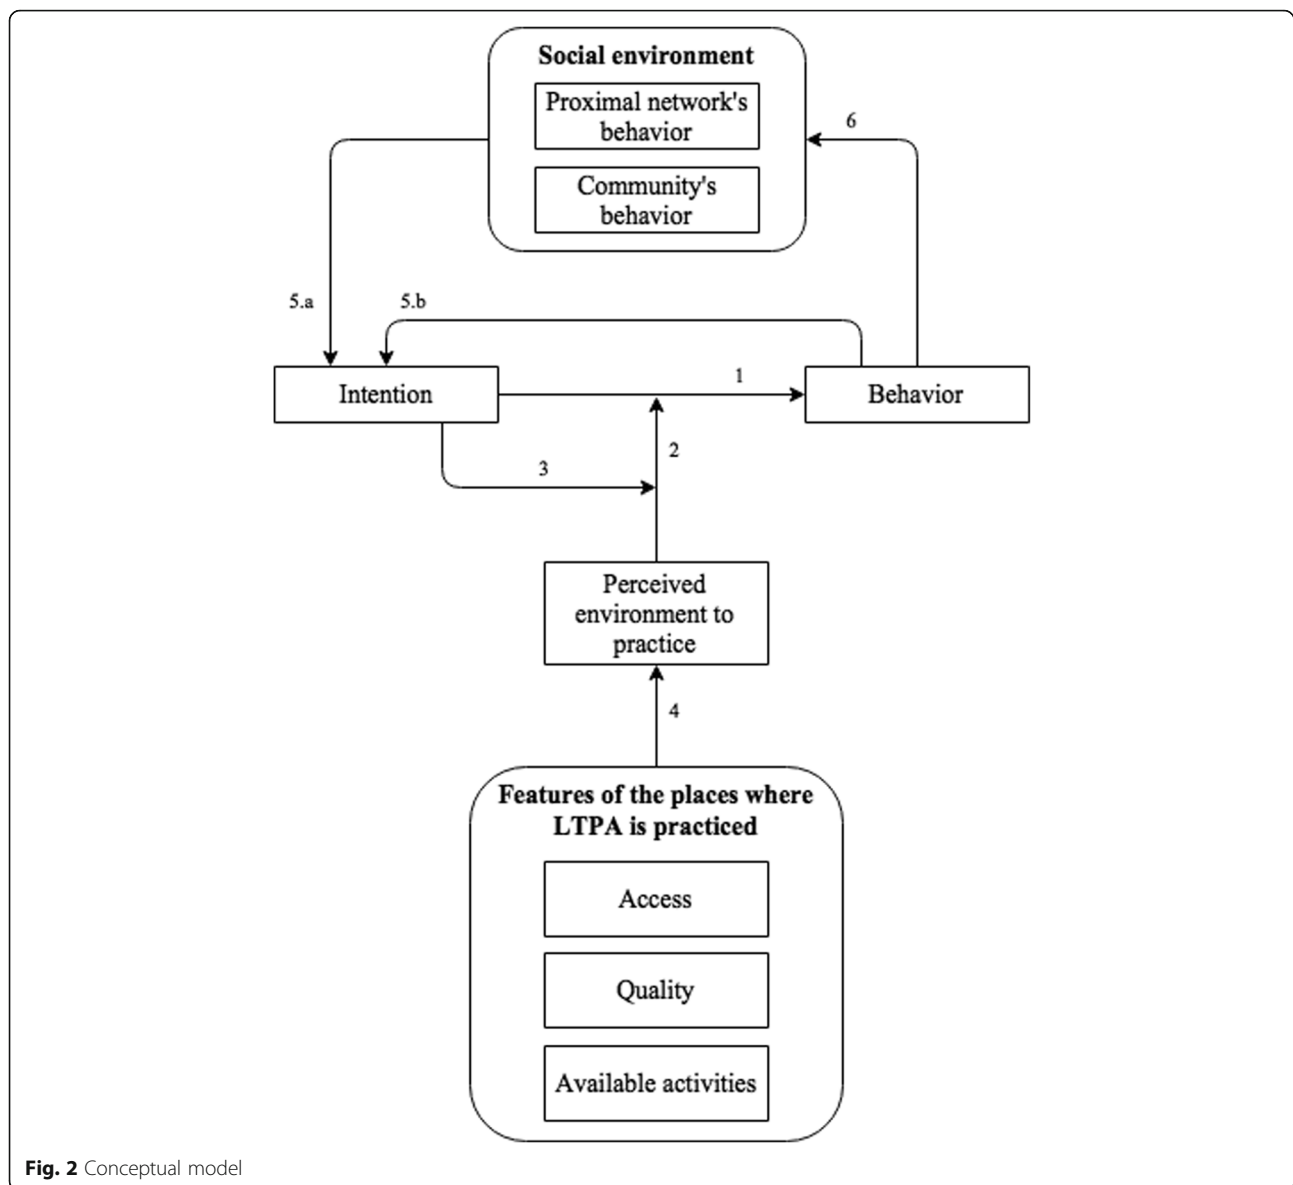 Social environment
Proximal network's
behavior
Community's
behavior
6
5.a
5.b
Intention
1
Behavior
2
3
Perceived
environment to
practice
4
Features of the places where
LTPA is practiced
Access
Quality
Available activities
Fig. 2 Conceptual model